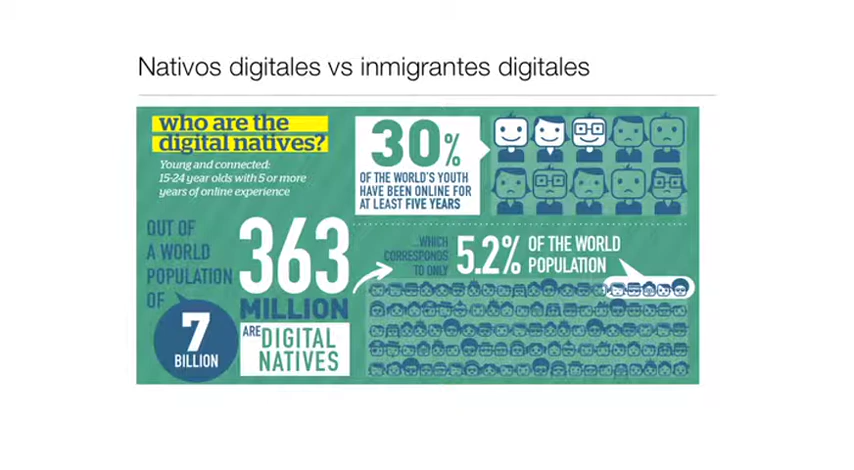 Nativos digitales vs inmigrantes digitales
who are the
digital natives?
Young and connected:
15-24 year olds with 5 or more
years of online experience
30%
OF THE WORLD'S YOUTH
HAVE BEEN ONLINE FOR
AT LEAST FIVE YEARS
OUT OF
A WORLD
POPULATION
OF
7
BILLION
363
MILLION
ARE DIGITAL
NATIVES
...WHICH
CORRESPONDS
TO ONLY
5.2% OF THE WORLD
POPULATION